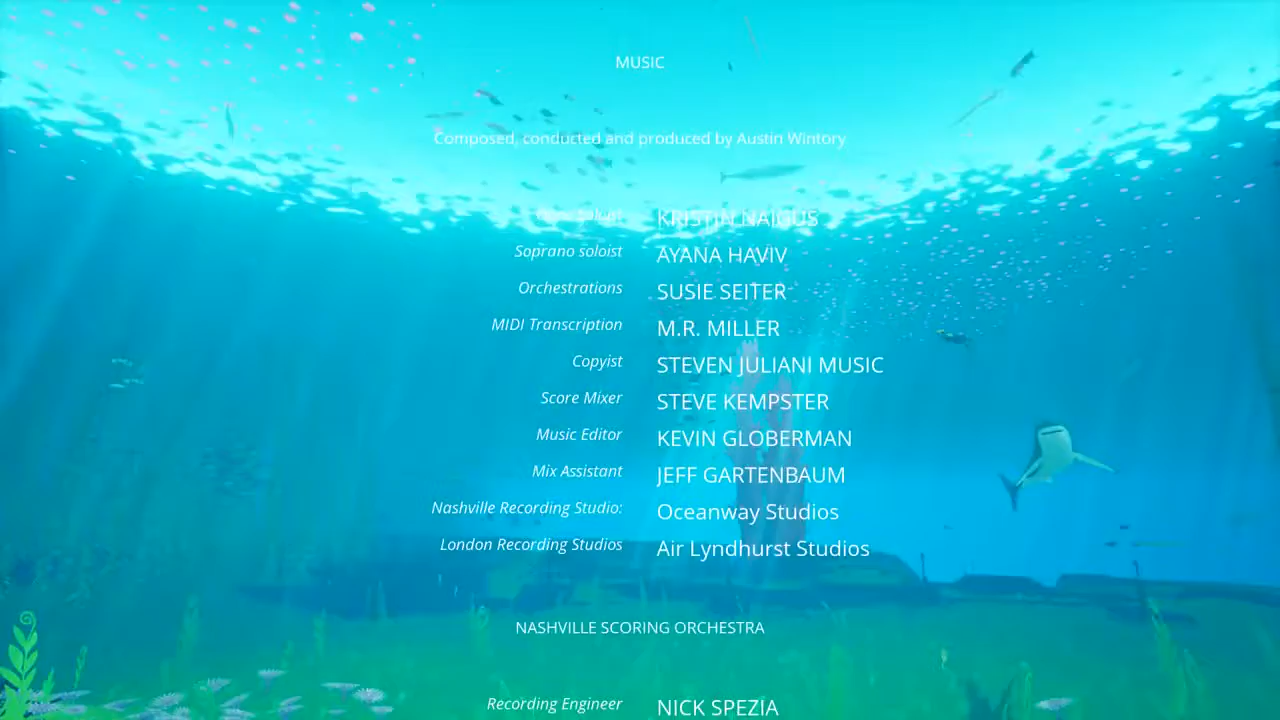 MUSIC
Composed, conducted and produced by Austin Wintory
soloist KRISTIN NAIGUS
Soprano soloist AYANA HAVIV
Orchestrations SUSIE SEITER
MIDI Transcription M.R. MILLER
Copyist STEVEN JULIANI MUSIC
Score Mixer STEVE KEMPSTER
Music Editor KEVIN GLOBERMAN
Mix Assistant JEFF GARTENBAUM
Nashville Recording Studio: Oceanway Studios
London Recording Studios Air Lyndhurst Studios
NASHVILLE SCORING ORCHESTRA
Recording Engineer NICK SPEZIA